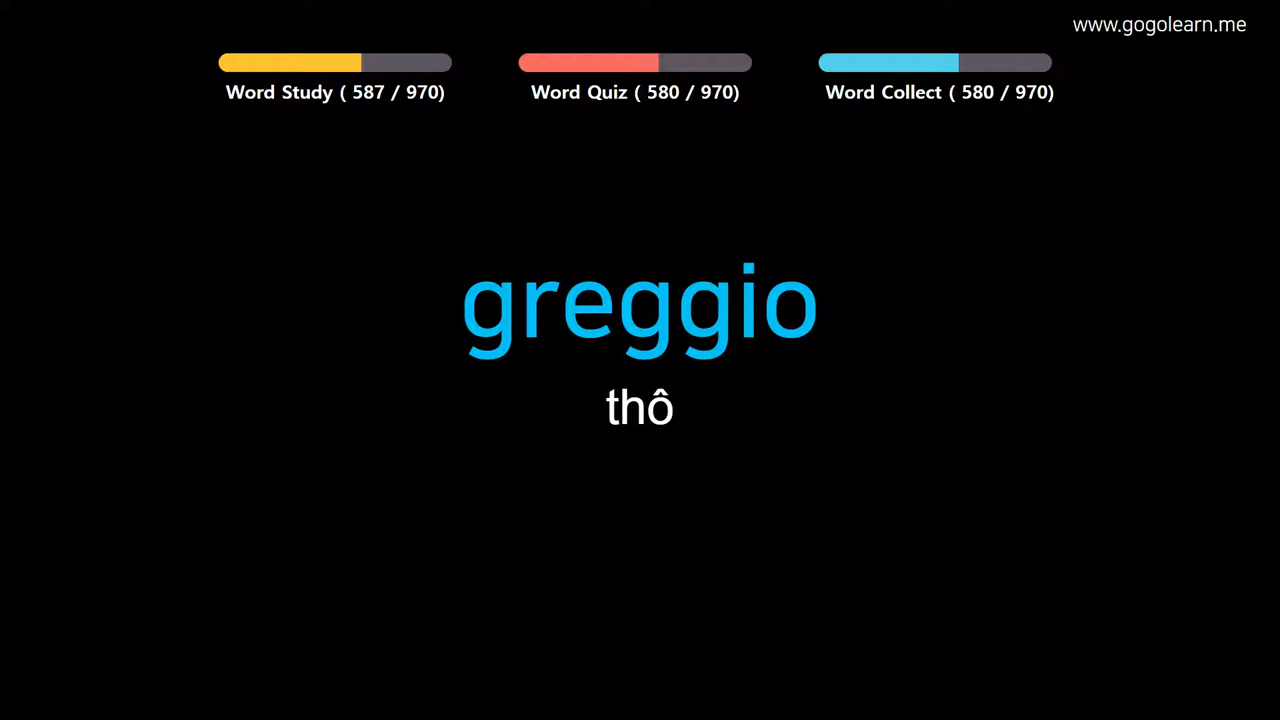 www.gogolearn.me
Word Study ( 587 / 970)
Word Quiz ( 580 / 970)
Word Collect ( 580 / 970)
greggio
thô